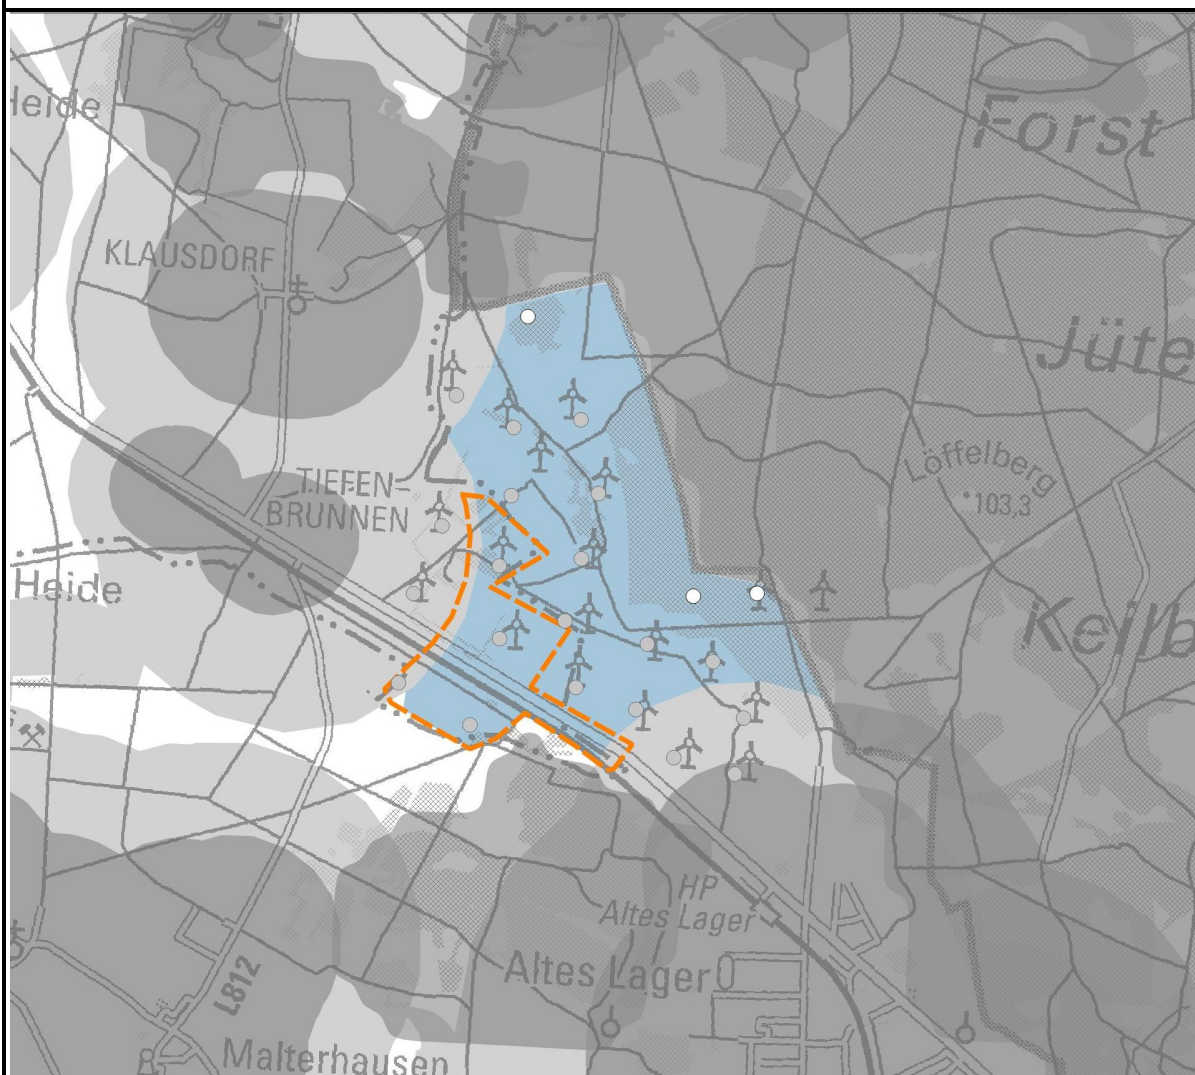 Heide
Forst
KLAUSDORF
Jüte
Löffelberg
103,3
TIEFEN-
BRUNNEN
Heide
Keilb
HP
Altes Lager
Altes Lager
L812
Malterhausen